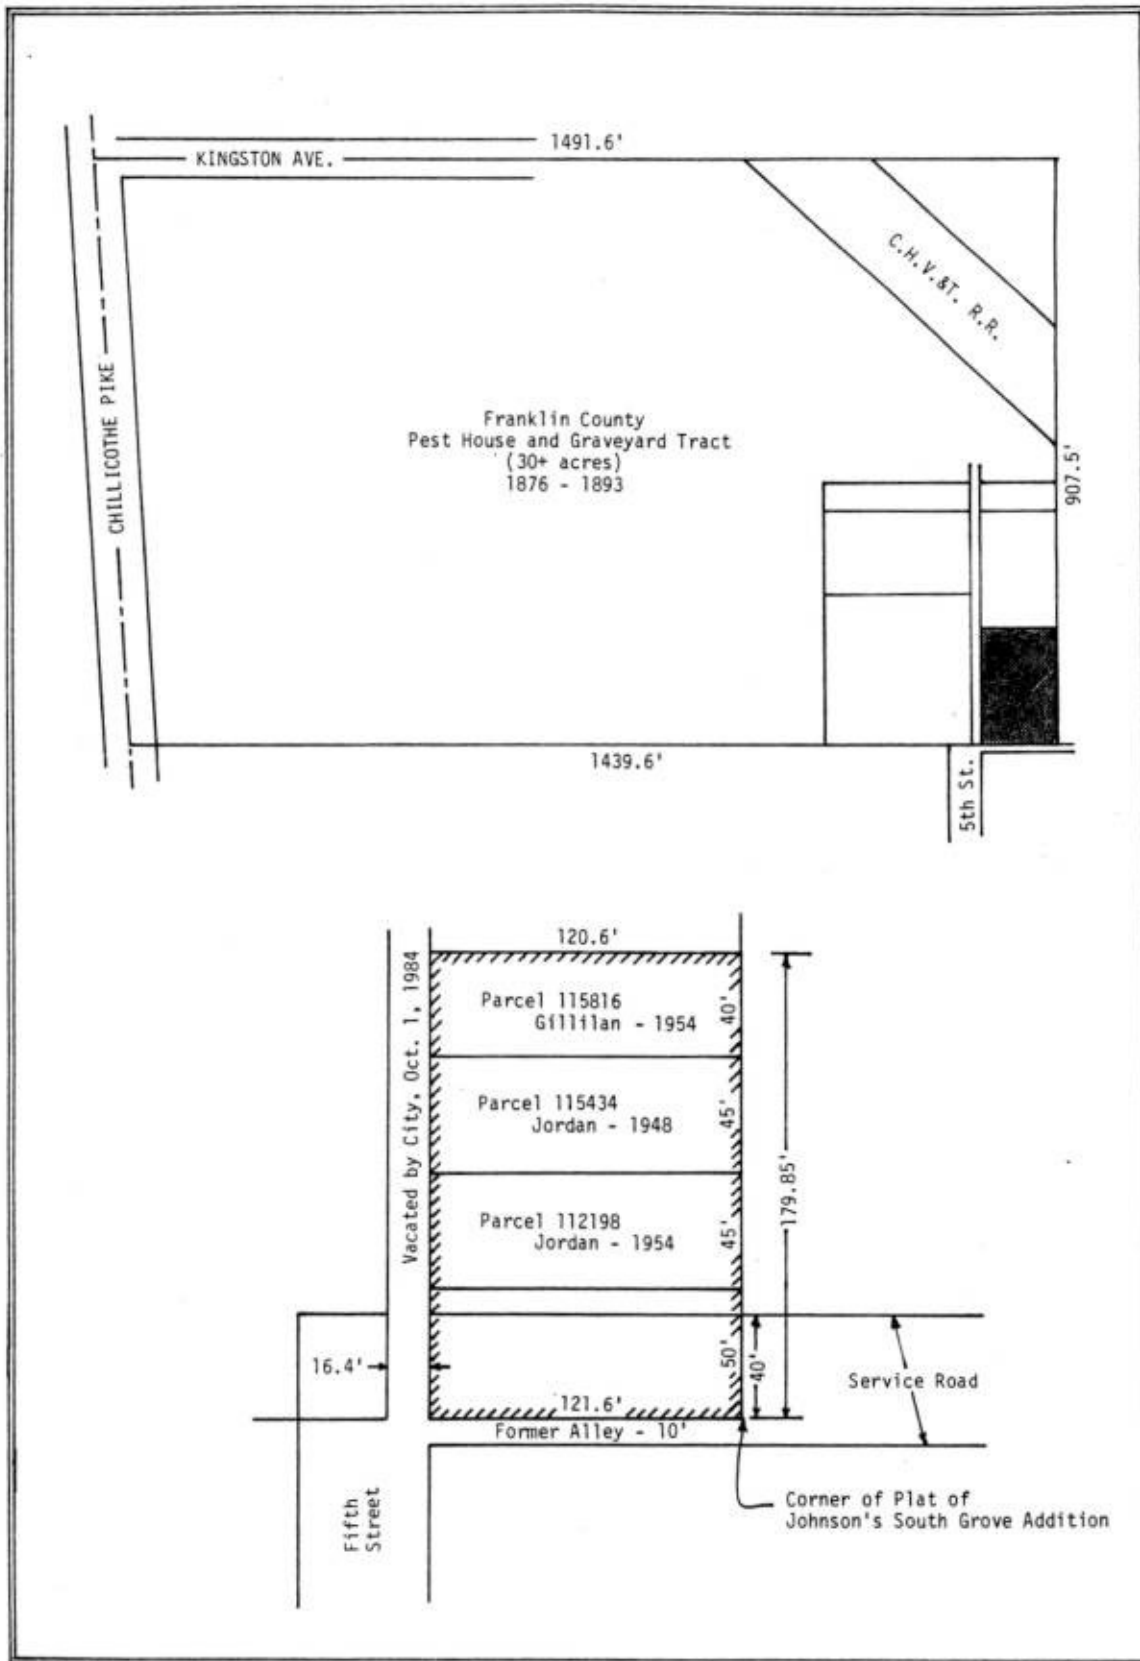 1491.6'
KINGSTON AVE.
C.H.V.&T. R.R.
CHILLICOTHE PIKE
Franklin County
Pest House and Graveyard Tract
(30+ acres)
1876 - 1893
907.5'
1439.6'
5th St.
120.6'
Vacated by City, Oct. 1, 1984
Parcel 115816
Gillilan - 1954
40'
Parcel 115434
Jordan - 1948
45'
179.85'
Parcel 112198
Jordan - 1954
45'
16.4'
50'
40'
Service Road
121.6'
Former Alley - 10'
Fifth
Street
Corner of Plat of
Johnson's South Grove Addition